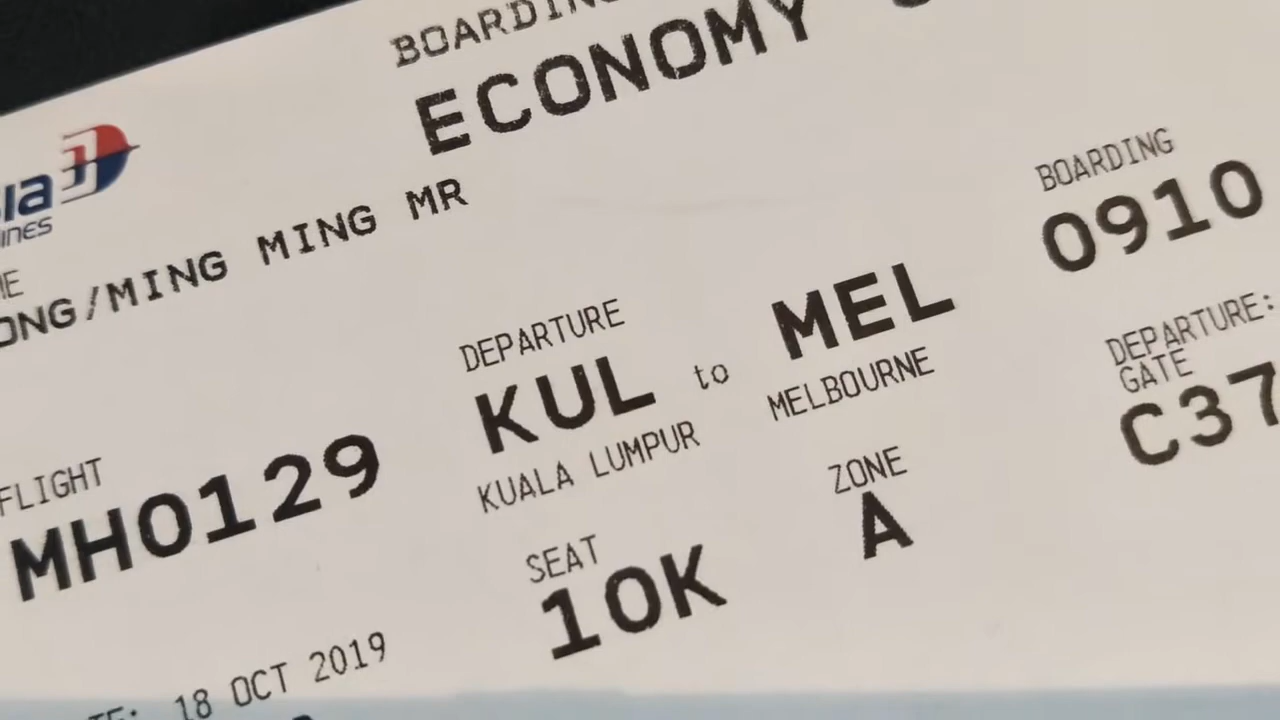 BOARDING
ECONOMY
MING MING MR
FLIGHT
MH0129
DEPARTURE
KUL to MEL
KUALA LUMPUR MELBOURNE
SEAT
10K
ZONE
A
BOARDING
0910
DEPARTURE:
GATE
C37
18 OCT 2019